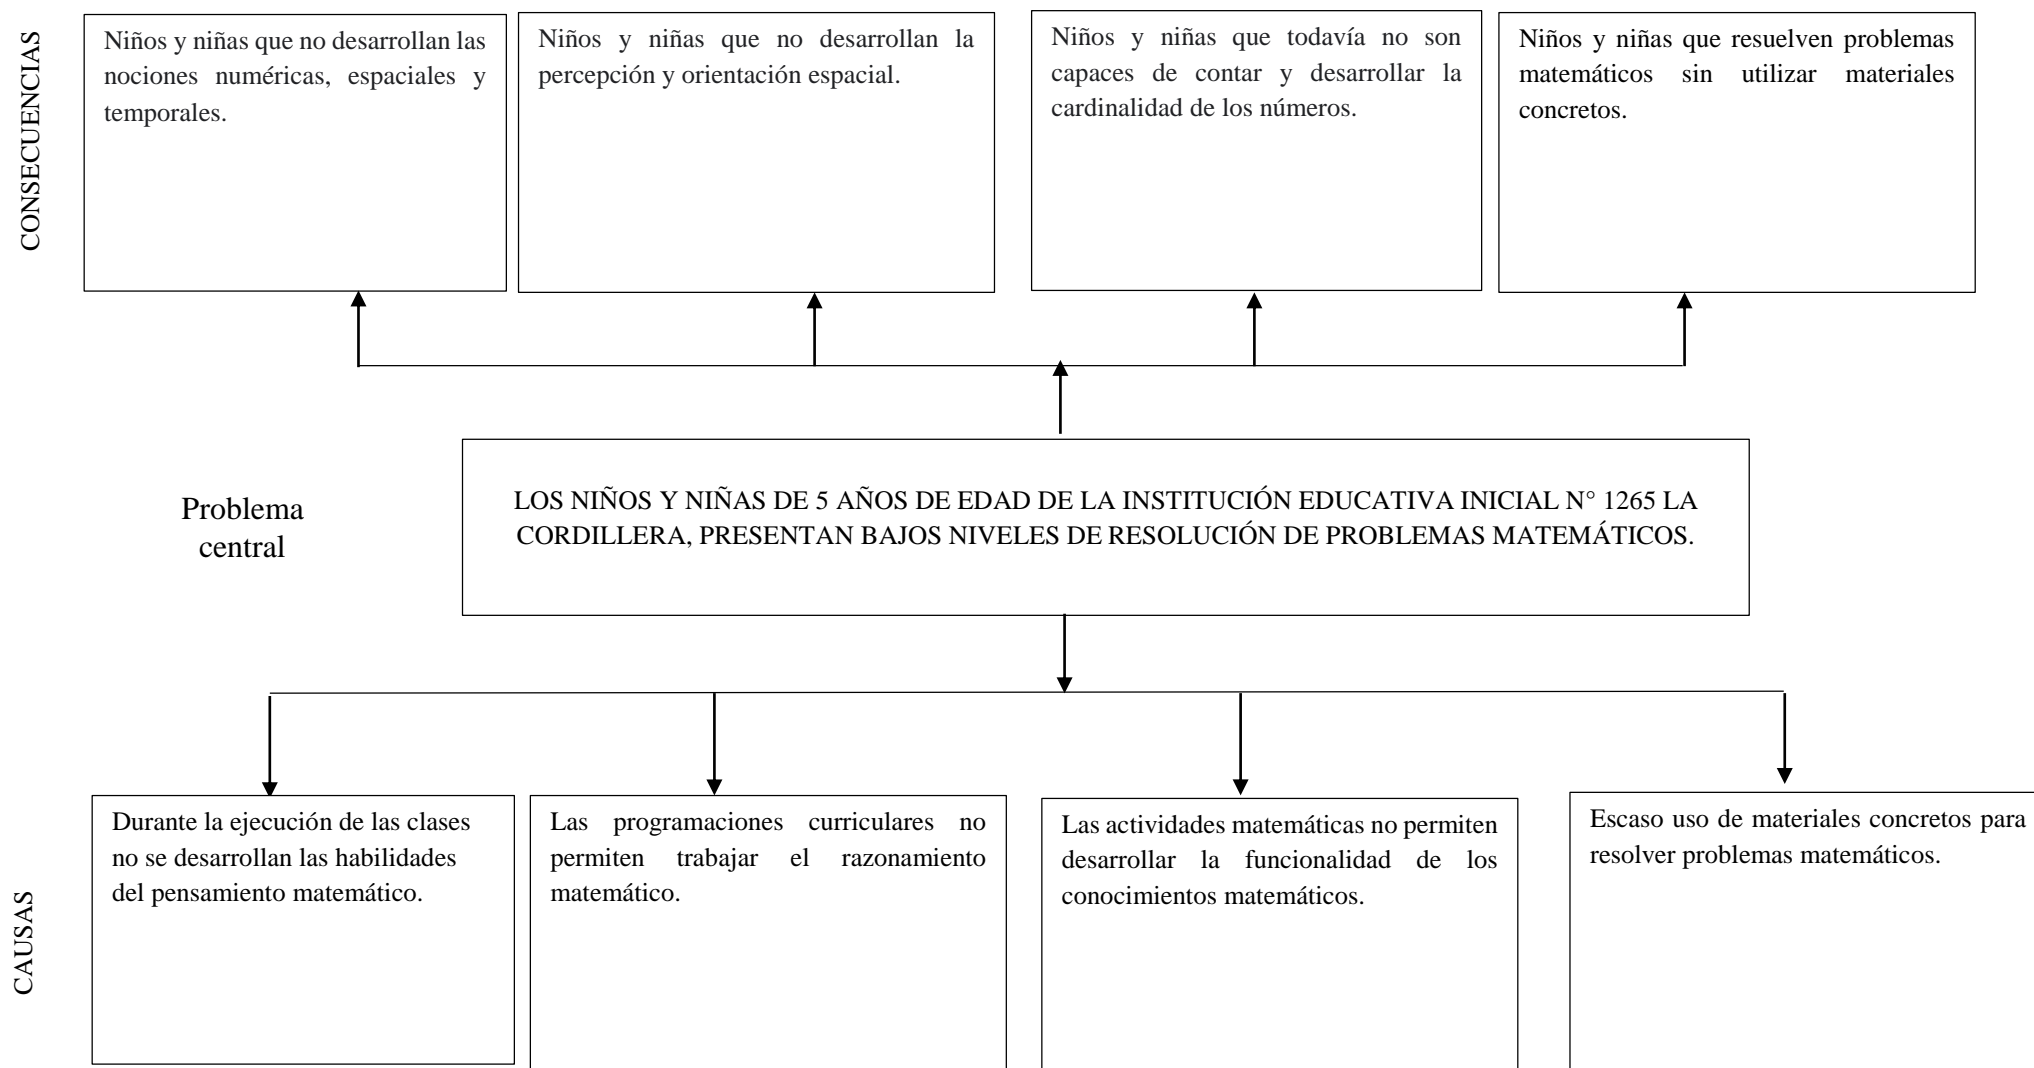 CONSECUENCIAS
Niños y niñas que no desarrollan las
nociones numéricas, espaciales y
temporales.
Niños y niñas que no desarrollan la
percepción y orientación espacial.
Niños y niñas que todavía no son
capaces de contar y desarrollar la
cardinalidad de los números.
Niños y niñas que resuelven problemas
matemáticos sin utilizar materiales
concretos.
Problema
central
LOS NIÑOS Y NIÑAS DE 5 AÑOS DE EDAD DE LA INSTITUCIÓN EDUCATIVA INICIAL N° 1265 LA
CORDILLERA, PRESENTAN BAJOS NIVELES DE RESOLUCIÓN DE PROBLEMAS MATEMÁTICOS.
CAUSAS
Durante la ejecución de las clases
no se desarrollan las habilidades
del pensamiento matemático.
Las programaciones curriculares no
permiten trabajar el razonamiento
matemático.
Las actividades matemáticas no permiten
desarrollar la funcionalidad de los
conocimientos matemáticos.
Escaso uso de materiales concretos para
resolver problemas matemáticos.